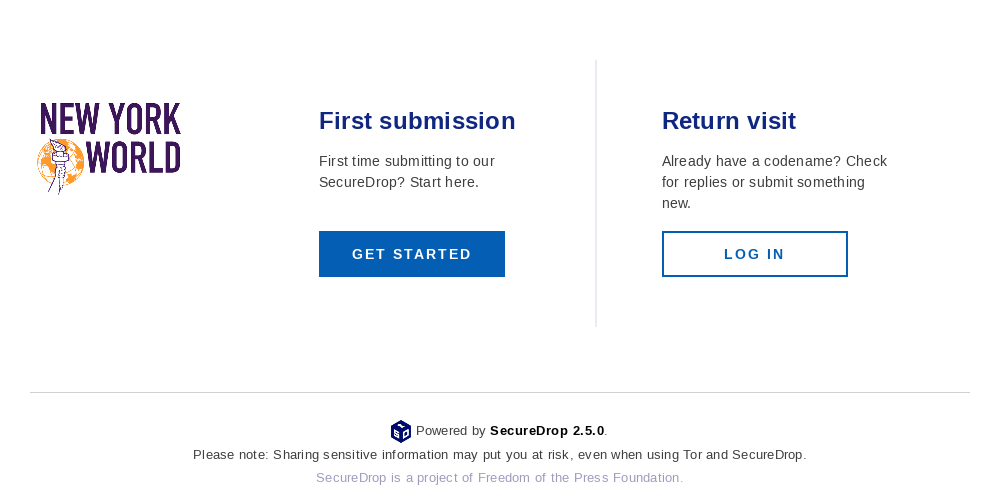 NEW YORK
WORLD
First submission
First time submitting to our
SecureDrop? Start here.
GET STARTED
Return visit
Already have a codename? Check
for replies or submit something
new.
LOG IN
Powered by SecureDrop 2.5.0.
Please note: Sharing sensitive information may put you at risk, even when using Tor and SecureDrop.
SecureDrop is a project of Freedom of the Press Foundation.